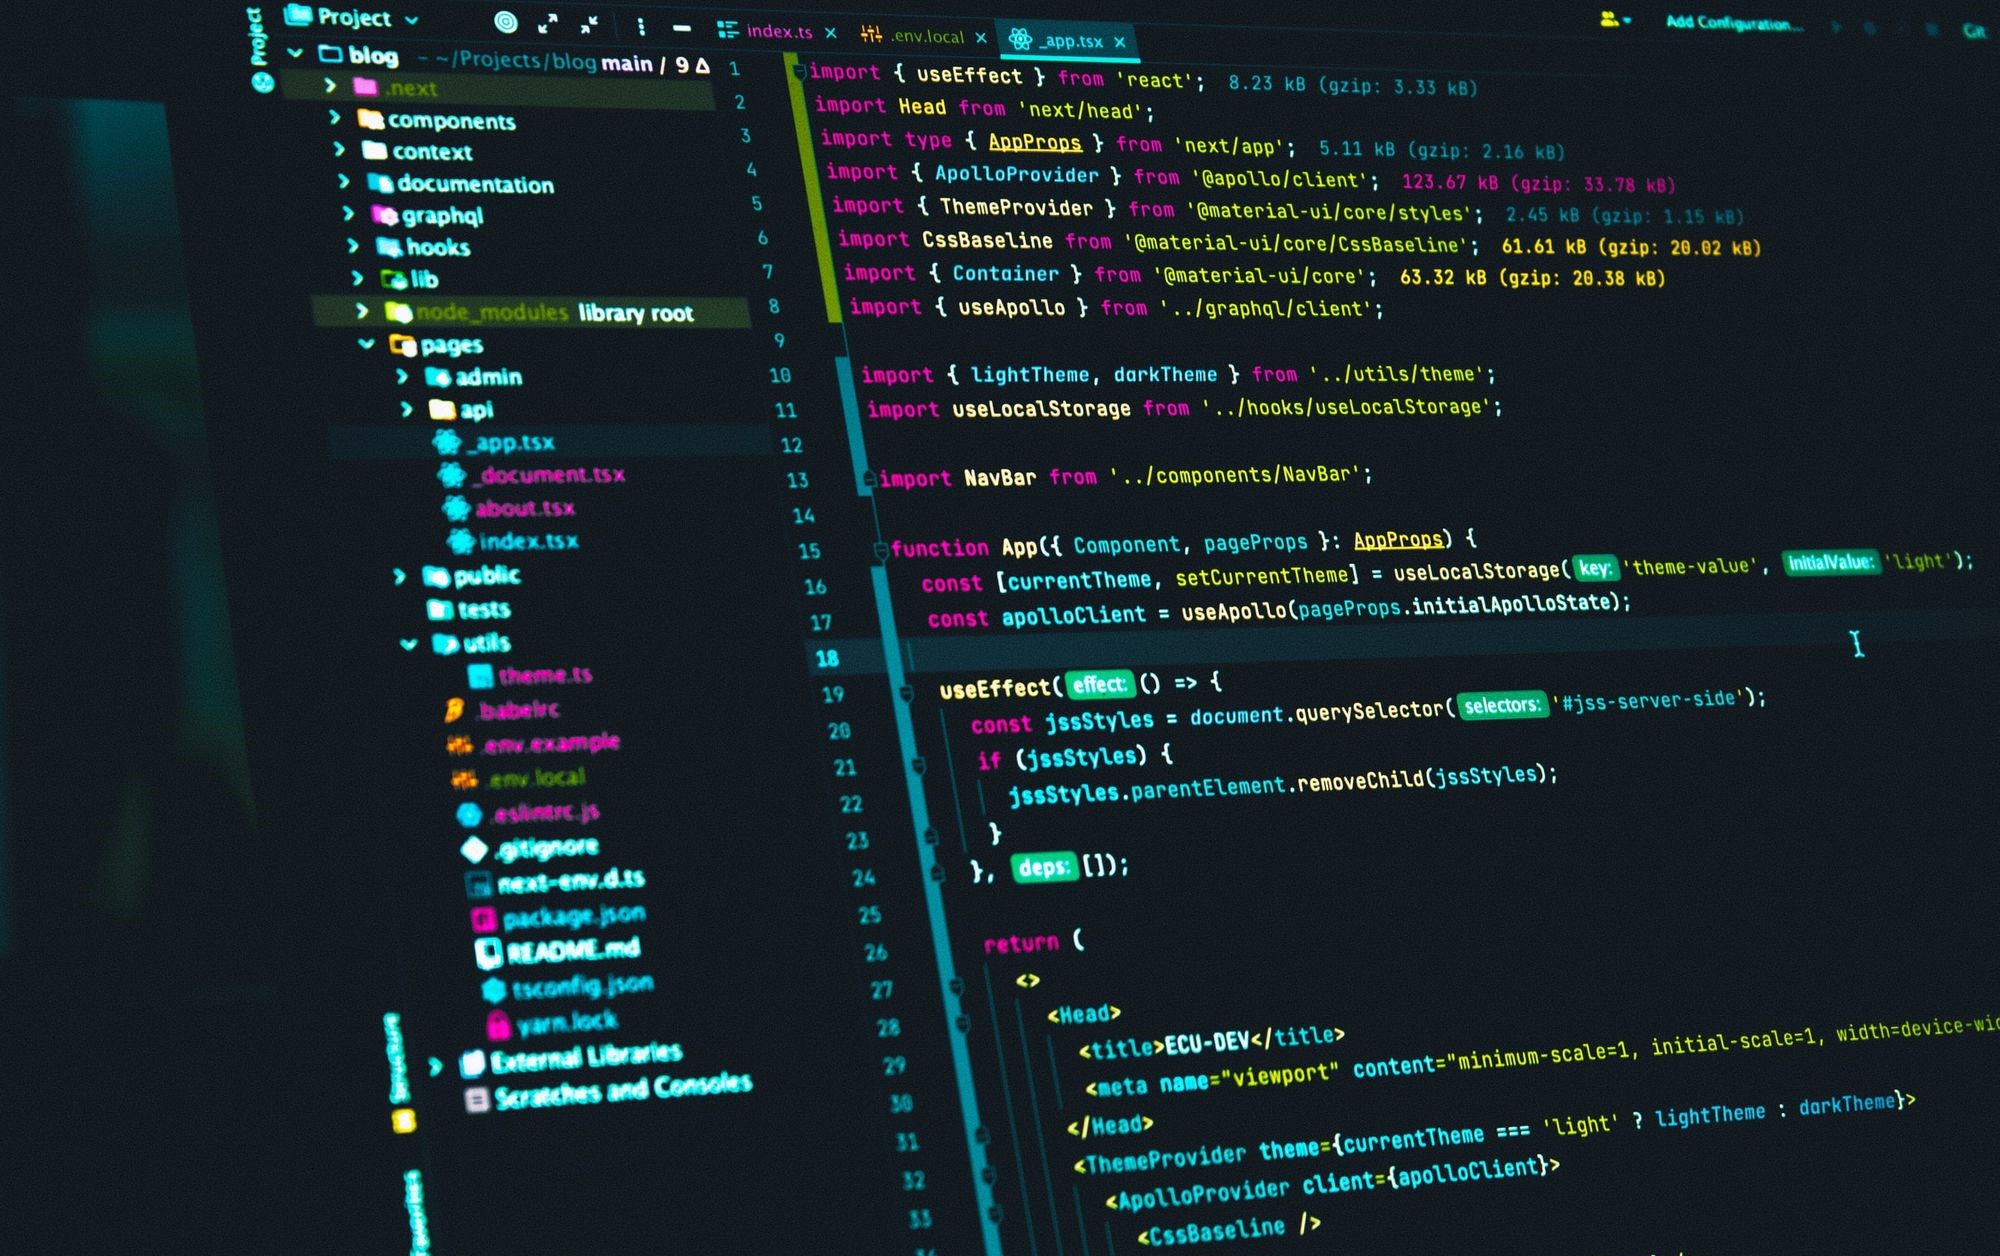 Project
Project
blog - ~/Projects/blog main / 9 Δ
.next
components
context
documentation
graphql
hooks
lib
node_modules library root
pages
admin
api
_app.tsx
_document.tsx
about.tsx
index.tsx
public
tests
utils
theme.ts
.babelrc
.env.example
.env.local
.eslintrc.js
.gitignore
next-env.d.ts
package.json
README.md
tsconfig.json
yarn.lock
External Libraries
Scratches and Consoles
Structure
Favorites
index.ts × .env.local × _app.tsx ×
Add Configuration... Git
1 import { useEffect } from 'react'; 8.23 kB (gzip: 3.33 kB)
2 import Head from 'next/head';
3 import type { AppProps } from 'next/app'; 5.11 kB (gzip: 2.16 kB)
4 import { ApolloProvider } from '@apollo/client'; 123.67 kB (gzip: 33.78 kB)
5 import { ThemeProvider } from '@material-ui/core/styles'; 2.45 kB (gzip: 1.15 kB)
6 import CssBaseline from '@material-ui/core/CssBaseline'; 61.61 kB (gzip: 20.02 kB)
7 import { Container } from '@material-ui/core'; 63.32 kB (gzip: 20.38 kB)
8 import { useApollo } from '../graphql/client';
9
10 import { lightTheme, darkTheme } from '../utils/theme';
11 import useLocalStorage from '../hooks/useLocalStorage';
12
13 import NavBar from '../components/NavBar';
14
15 function App({ Component, pageProps }: AppProps) {
16 const [currentTheme, setCurrentTheme] = useLocalStorage( key: 'theme-value', initialValue: 'light');
17 const apolloClient = useApollo(pageProps.initialApolloState);
18
19 useEffect( effect: () => {
20 const jssStyles = document.querySelector( selectors: '#jss-server-side');
21 if (jssStyles) {
22 jssStyles.parentElement.removeChild(jssStyles);
23 }
24 }, deps: []);
25
26 return (
27 <>
28 <Head>
29 <title>ECU-DEV</title>
30 <meta name="viewport" content="minimum-scale=1, initial-scale=1, width=device-wid
31 </Head>
32 <ThemeProvider theme={currentTheme === 'light' ? lightTheme : darkTheme}>
33 <ApolloProvider client={apolloClient}>
<CssBaseline />